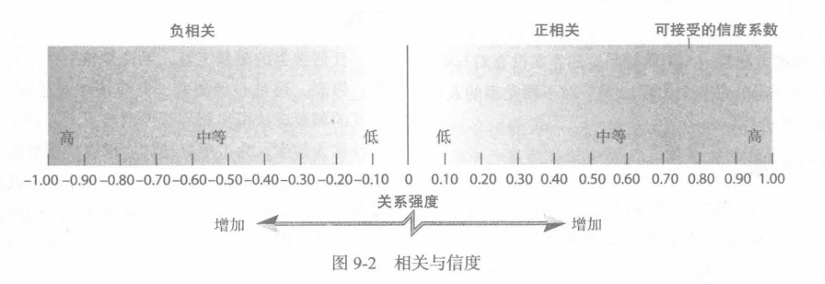 负相关 正相关 可接受的信度系数
高 中等 低 低 中等 高
-1.00 -0.90 -0.80 -0.70 -0.60 -0.50 -0.40 -0.30 -0.20 -0.10 0 0.10 0.20 0.30 0.40 0.50 0.60 0.70 0.80 0.90 1.00
关系强度
增加 增加
图 9-2 相关与信度